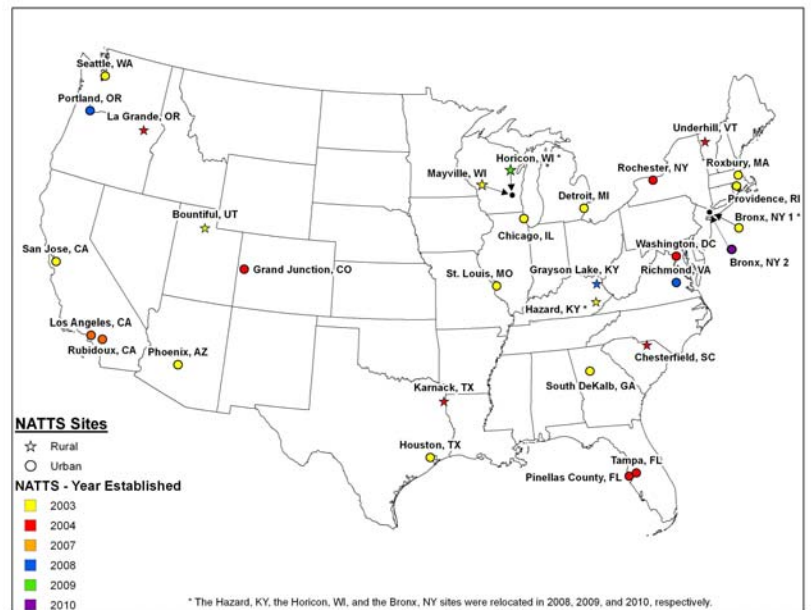 Seattle, WA
Portland, OR
La Grande, OR
Underhill, VT
Horicon, WI *
Roxbury, MA
Rochester, NY
Mayville, WI
Detroit, MI
Providence, RI
Bountiful, UT
Bronx, NY 1 *
Chicago, IL
Washington, DC
San Jose, CA
Bronx, NY 2
Grand Junction, CO
St. Louis, MO
Grayson Lake, KY
Richmond, VA
Hazard, KY *
Los Angeles, CA
Rubidoux, CA
Phoenix, AZ
Chesterfield, SC
South DeKalb, GA
Karnack, TX
NATTS Sites
Rural
Urban
Houston, TX
Tampa, FL
Pinellas County, FL
NATTS - Year Established
2003
2004
2007
2008
2009
2010
* The Hazard, KY, the Horicon, WI, and the Bronx, NY sites were relocated in 2008, 2009, and 2010, respectively.